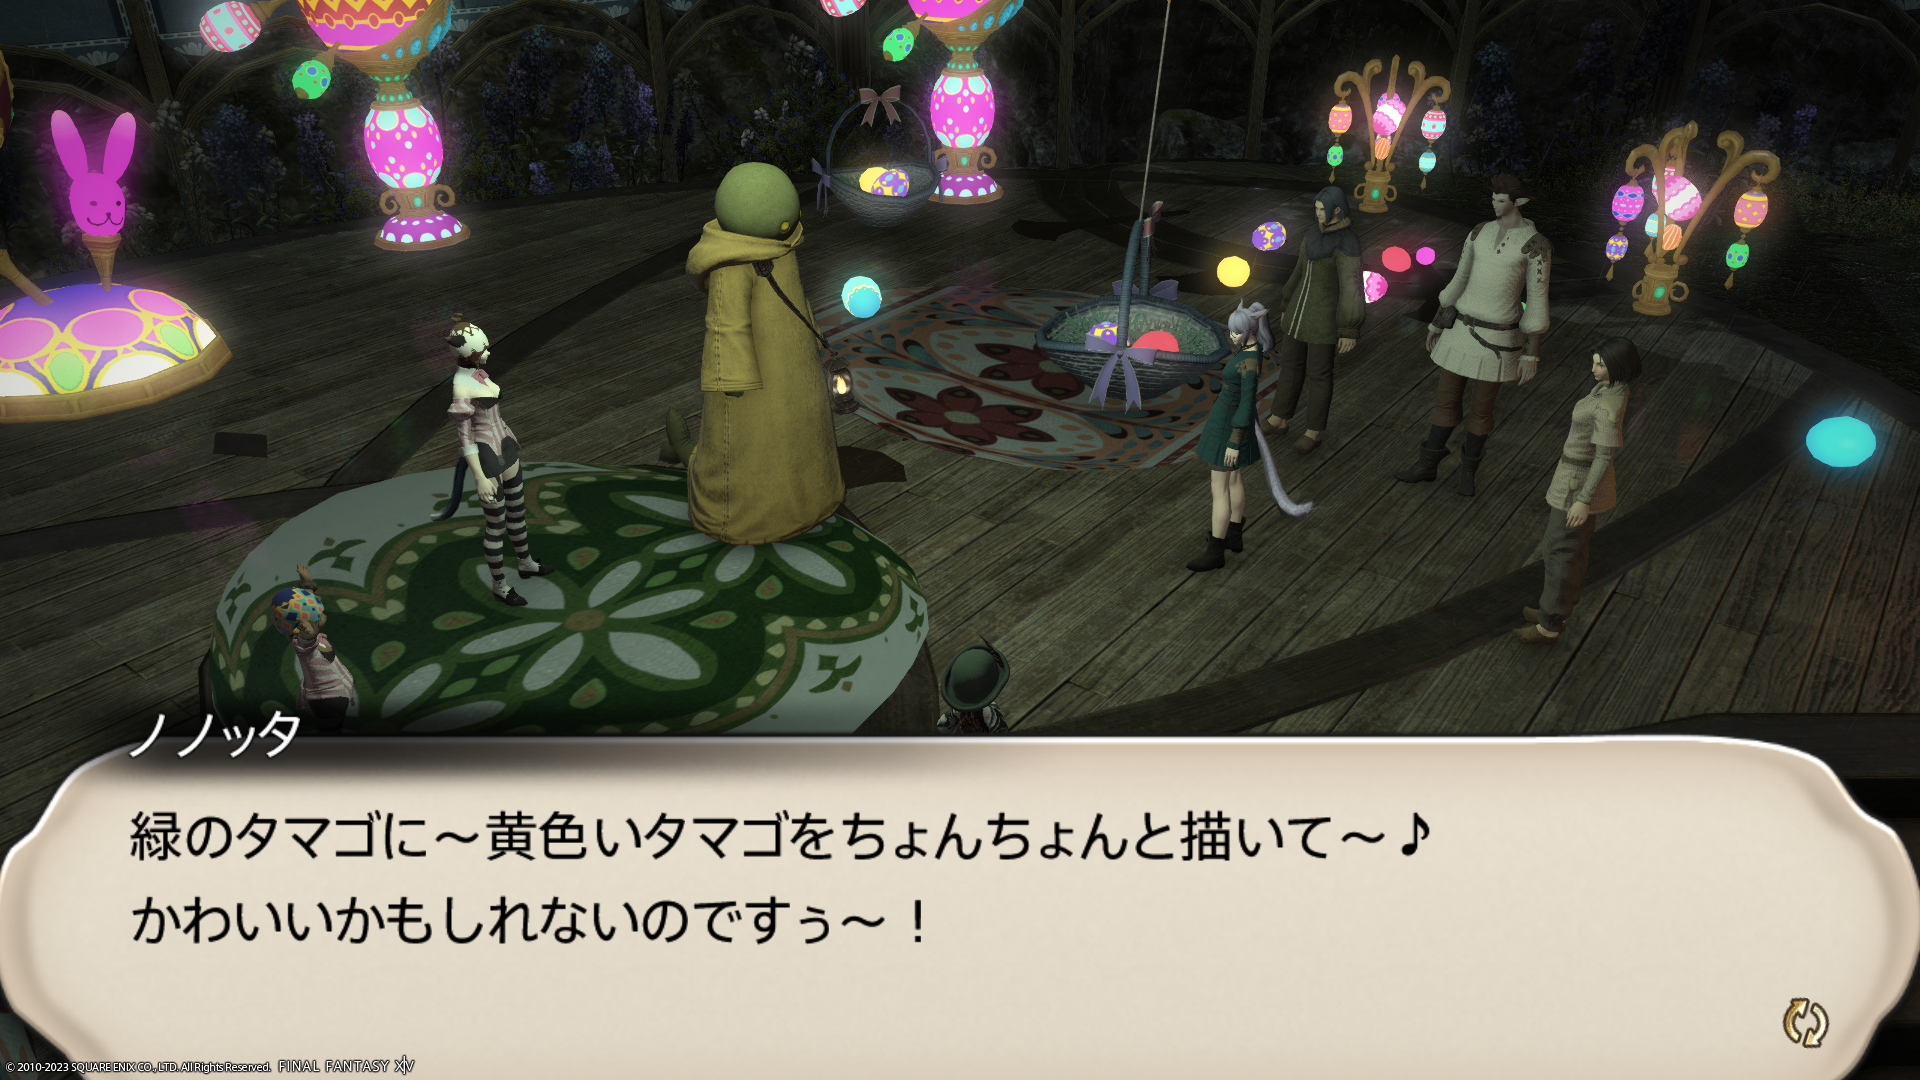 ノノッタ
緑のタマゴに～黄色いタマゴをちょんちょんと描いて～♪
かわいいかもしれないのですぅ～！
© 2010-2023 SQUARE ENIX CO., LTD. All Rights Reserved. FINAL FANTASY XIV